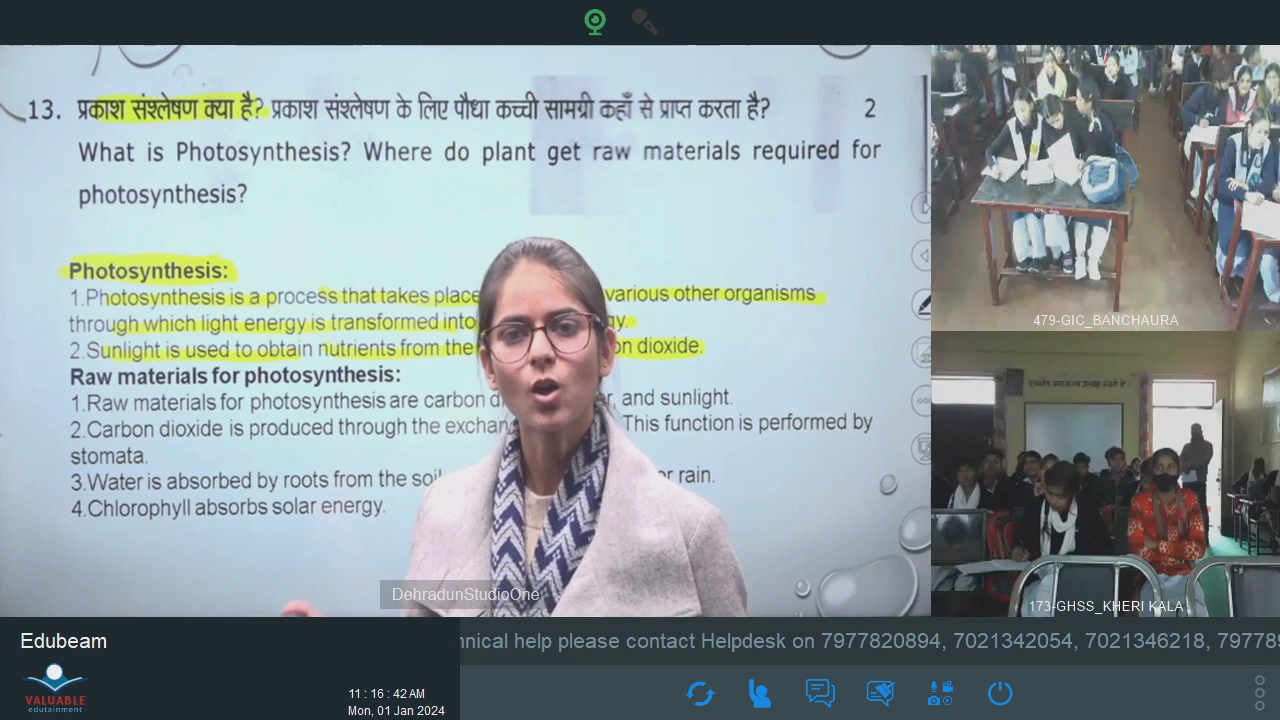 13. प्रकाश संश्लेषण क्या है? प्रकाश संश्लेषण के लिए पौधा कच्ची सामग्री कहाँ से प्राप्त करता है? 2
What is Photosynthesis? Where do plant get raw materials required for
photosynthesis?
Photosynthesis:
1.Photosynthesis is a process that takes place various other organisms
through which light energy is transformed into
2.Sunlight is used to obtain nutrients from the dioxide.
Raw materials for photosynthesis:
1.Raw materials for photosynthesis are carbon and sunlight.
2.Carbon dioxide is produced through the This function is performed by
stomata.
3.Water is absorbed by roots from the rain.
4.Chlorophyll absorbs solar energy.
DehradunStudioOne
479-GIC_BANCHAURA
173-GHSS_KHERI KALA
Edubeam
help please contact Helpdesk on 7977820894, 7021342054, 7021346218,
VALUABLE
edutainment
11 : 16 : 42 AM
Mon, 01 Jan 2024